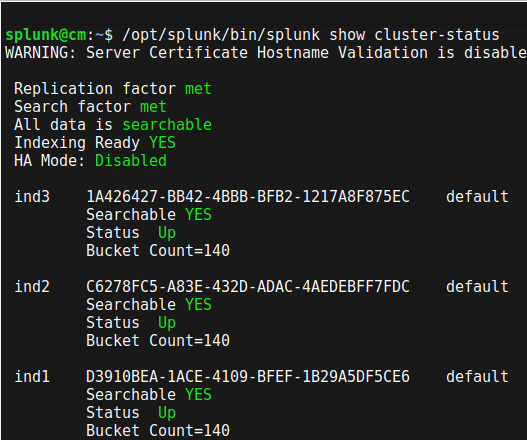 splunk@cm:~$ /opt/splunk/bin/splunk show cluster-status
WARNING: Server Certificate Hostname Validation is disable
Replication factor met
Search factor met
All data is searchable
Indexing Ready YES
HA Mode: Disabled
ind3 1A426427-BB42-4BBB-BFB2-1217A8F875EC default
Searchable YES
Status Up
Bucket Count=140
ind2 C6278FC5-A83E-432D-ADAC-4AEDEBFF7FDC default
Searchable YES
Status Up
Bucket Count=140
ind1 D3910BEA-1ACE-4109-BFEF-1B29A5DF5CE6 default
Searchable YES
Status Up
Bucket Count=140